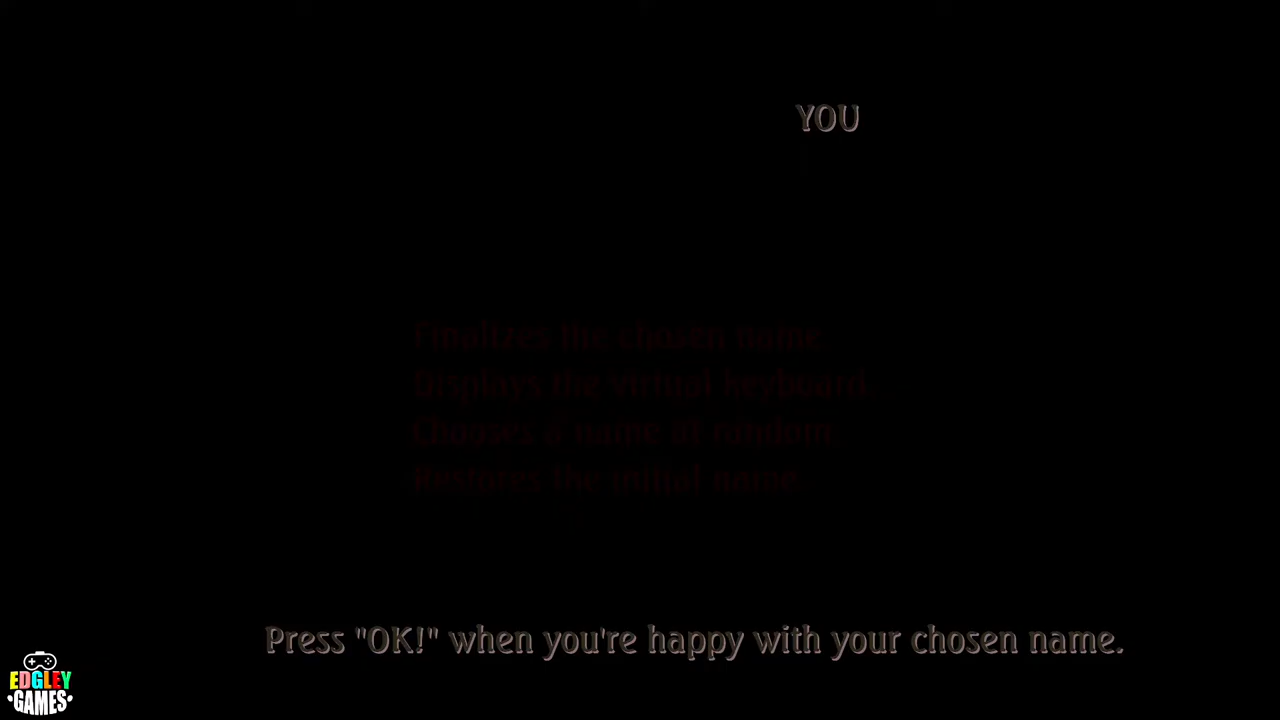 YOU
Finalizes the chosen name.
Displays the virtual keyboard.
Chooses a name at random.
Restores the initial name.
Press "OK!" when you're happy with your chosen name.
EDGLEY
GAMES